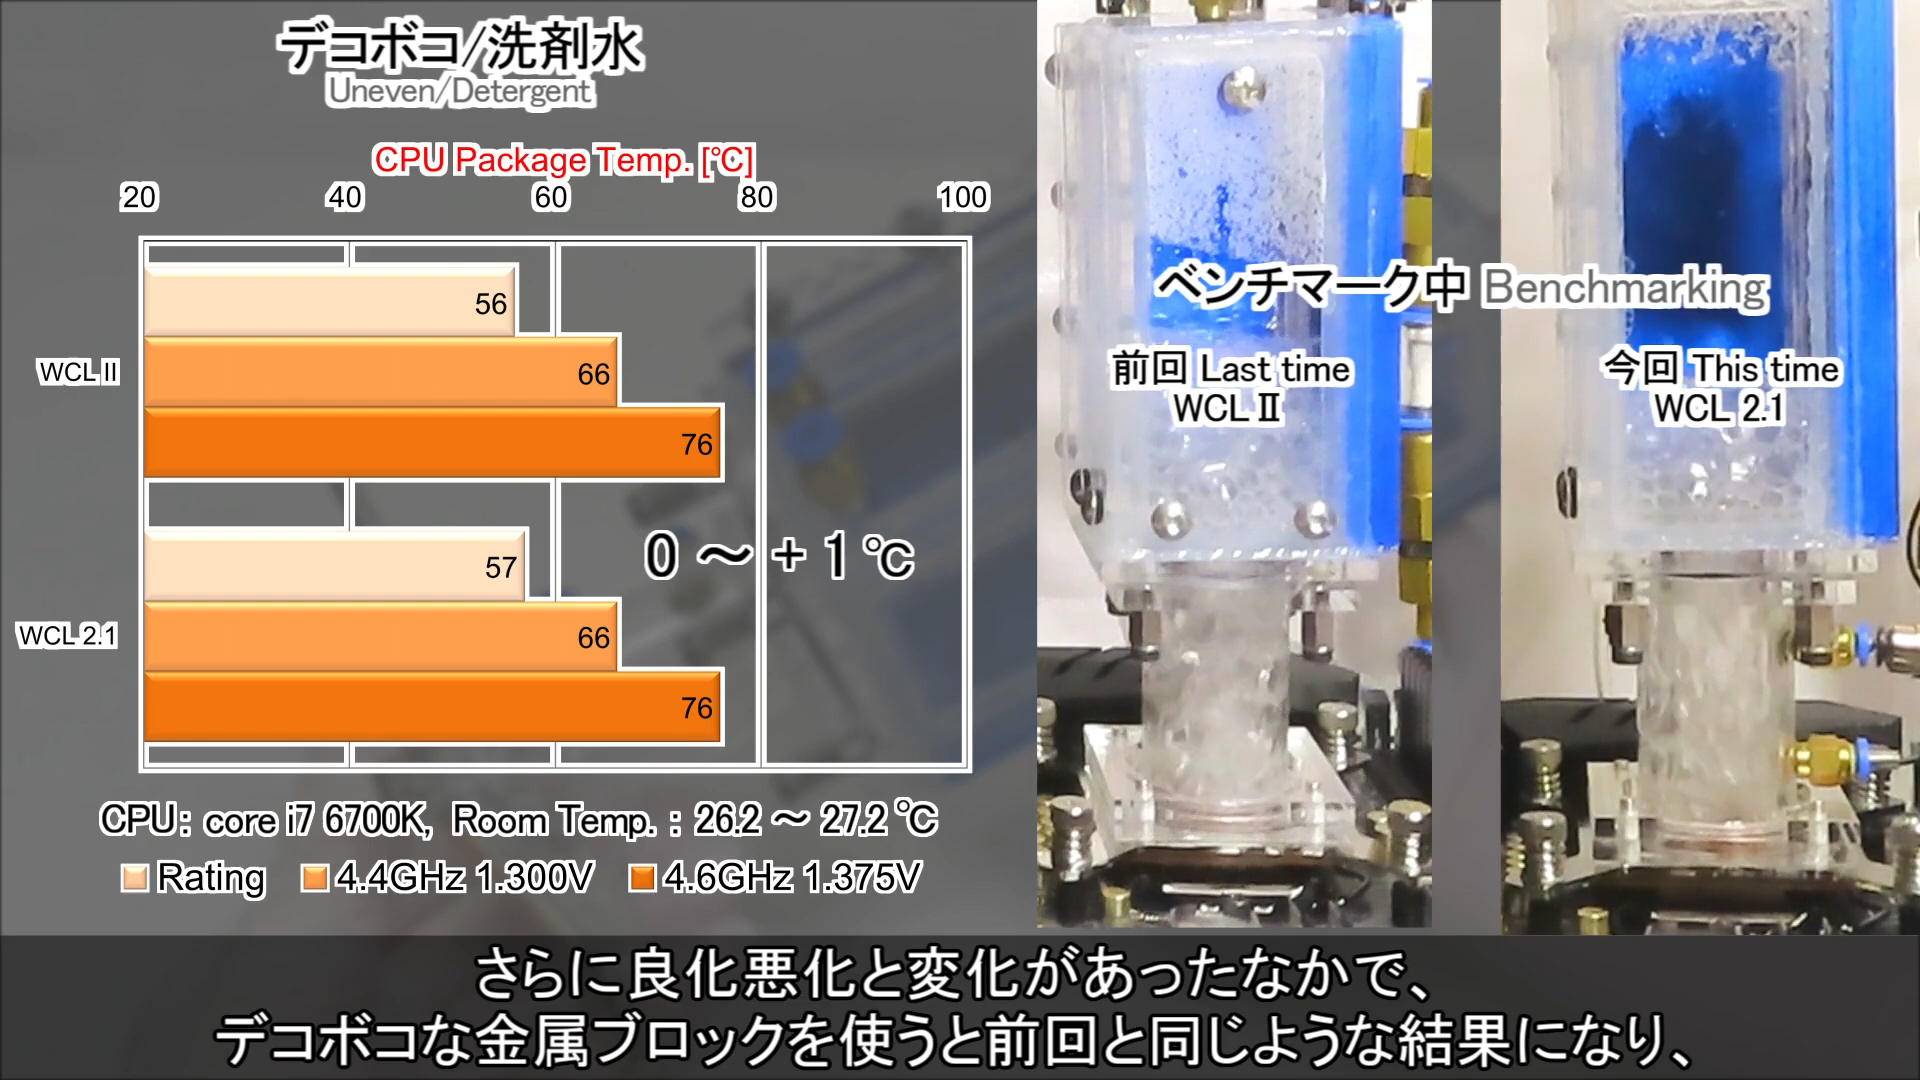 デコボコ/洗剤水
Uneven/Detergent
CPU Package Temp. [℃]
20 40 60 80 100
WCL II
56
66
76
WCL 2.1
57
66
76
0 ～ + 1 ℃
CPU: core i7 6700K, Room Temp. : 26.2 ～ 27.2 ℃
Rating 4.4GHz 1.300V 4.6GHz 1.375V
ベンチマーク中 Benchmarking
前回 Last time
WCL Ⅱ
今回 This time
WCL 2.1
さらに良化悪化と変化があったなかで、
デコボコな金属ブロックを使うと前回と同じような結果になり、